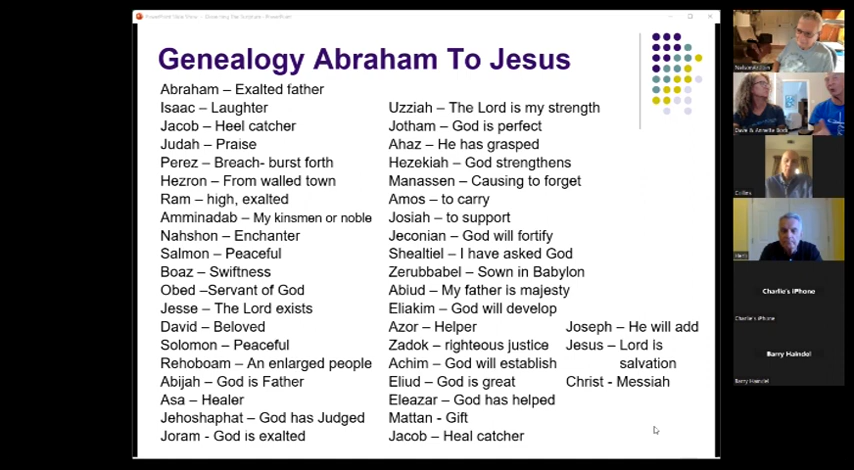 Genealogy Abraham To Jesus
Abraham – Exalted father
Isaac – Laughter
Jacob – Heel catcher
Judah – Praise
Perez – Breach- burst forth
Hezron – From walled town
Ram – high, exalted
Amminadab – My kinsmen or noble
Nahshon – Enchanter
Salmon – Peaceful
Boaz – Swiftness
Obed –Servant of God
Jesse – The Lord exists
David – Beloved
Solomon – Peaceful
Rehoboam – An enlarged people
Abijah – God is Father
Asa – Healer
Jehoshaphat – God has Judged
Joram - God is exalted
Uzziah – The Lord is my strength
Jotham – God is perfect
Ahaz – He has grasped
Hezekiah – God strengthens
Manassen – Causing to forget
Amos – to carry
Josiah – to support
Jeconian – God will fortify
Shealtiel – I have asked God
Zerubbabel – Sown in Babylon
Abiud – My father is majesty
Eliakim – God will develop
Azor – Helper
Zadok – righteous justice
Achim – God will establish
Eliud – God is great
Eleazar – God has helped
Mattan - Gift
Jacob – Heal catcher
Joseph – He will add
Jesus – Lord is
salvation
Christ - Messiah
Charlie's iPhone
Charlie's iPhone
Barry Haindel
Barry Haindel